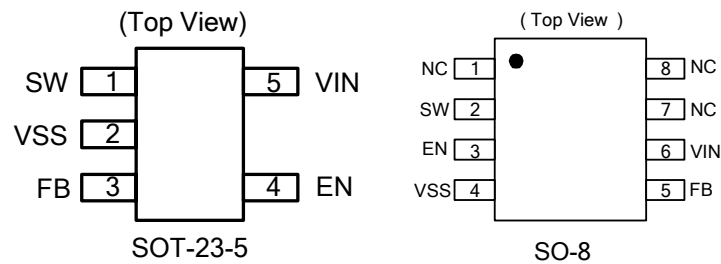 (Top View)
SW 1 5 VIN
VSS 2
FB 3 4 EN
SOT-23-5
( Top View )
NC 1 8 NC
SW 2 7 NC
EN 3 6 VIN
VSS 4 5 FB
SO-8